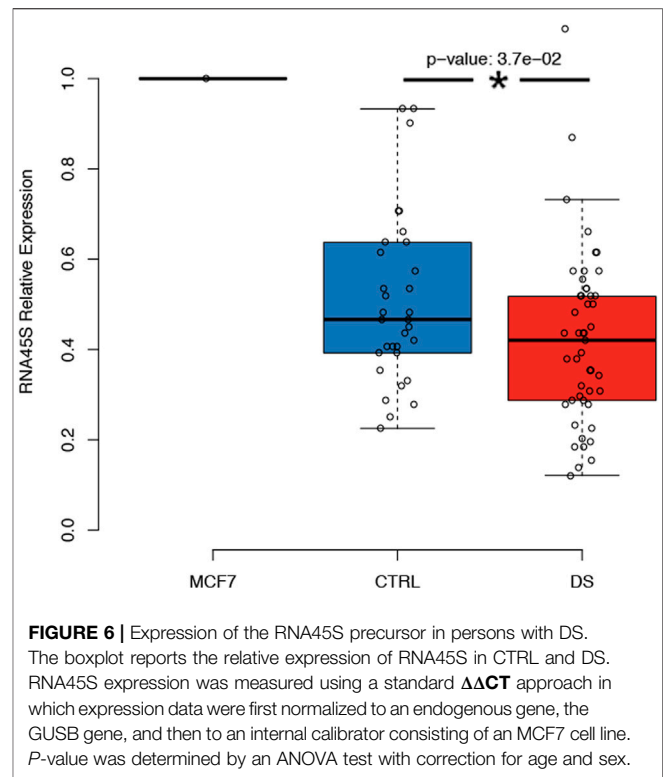 p-value: 3.7e-02
*
RNA45S Relative Expression
1.0
0.8
0.6
0.4
0.2
0.0
MCF7 CTRL DS
FIGURE 6 | Expression of the RNA45S precursor in persons with DS.
The boxplot reports the relative expression of RNA45S in CTRL and DS.
RNA45S expression was measured using a standard ΔΔCT approach in
which expression data were first normalized to an endogenous gene, the
GUSB gene, and then to an internal calibrator consisting of an MCF7 cell line.
P-value was determined by an ANOVA test with correction for age and sex.